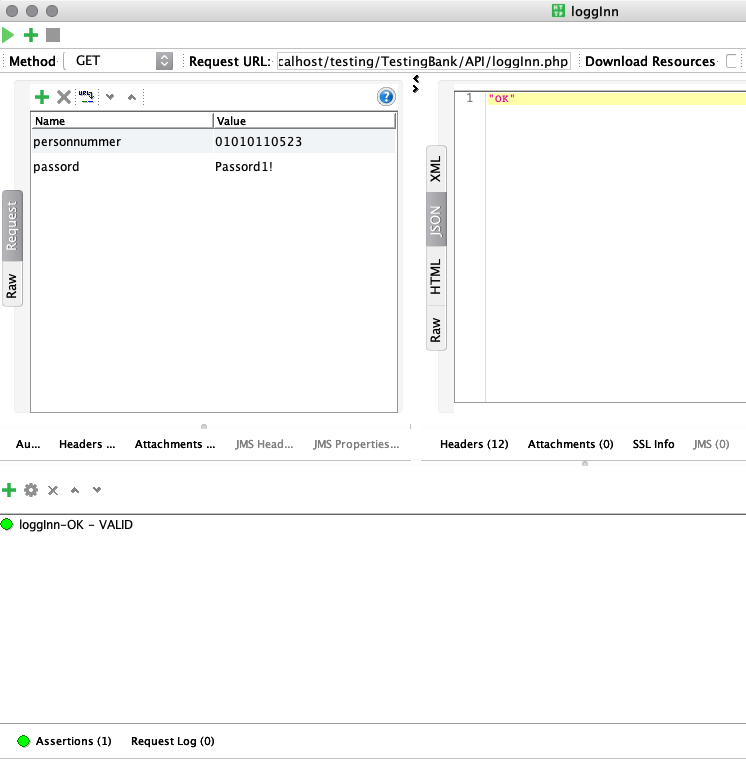 loggInn
Method GET Request URL: calhost/testing/TestingBank/API/loggInn.php Download Resources
Name Value
personnummer 01010110523
passord Passord1!
Request
Raw
1 "OK"
XML
JSON
HTML
Raw
Au... Headers ... Attachments ... JMS Head... JMS Properties...
Headers (12) Attachments (0) SSL Info JMS (0)
loggInn-OK - VALID
Assertions (1) Request Log (0)